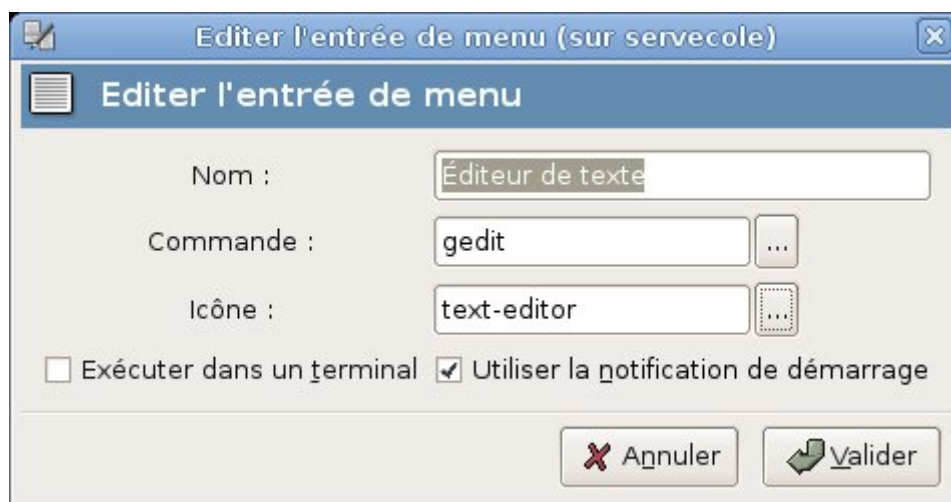 Editer l'entrée de menu (sur servecole)
Editer l'entrée de menu
Nom : Éditeur de texte
Commande : gedit ...
Icône : text-editor ...
Exécuter dans un terminal Utiliser la notification de démarrage
Annuler Valider